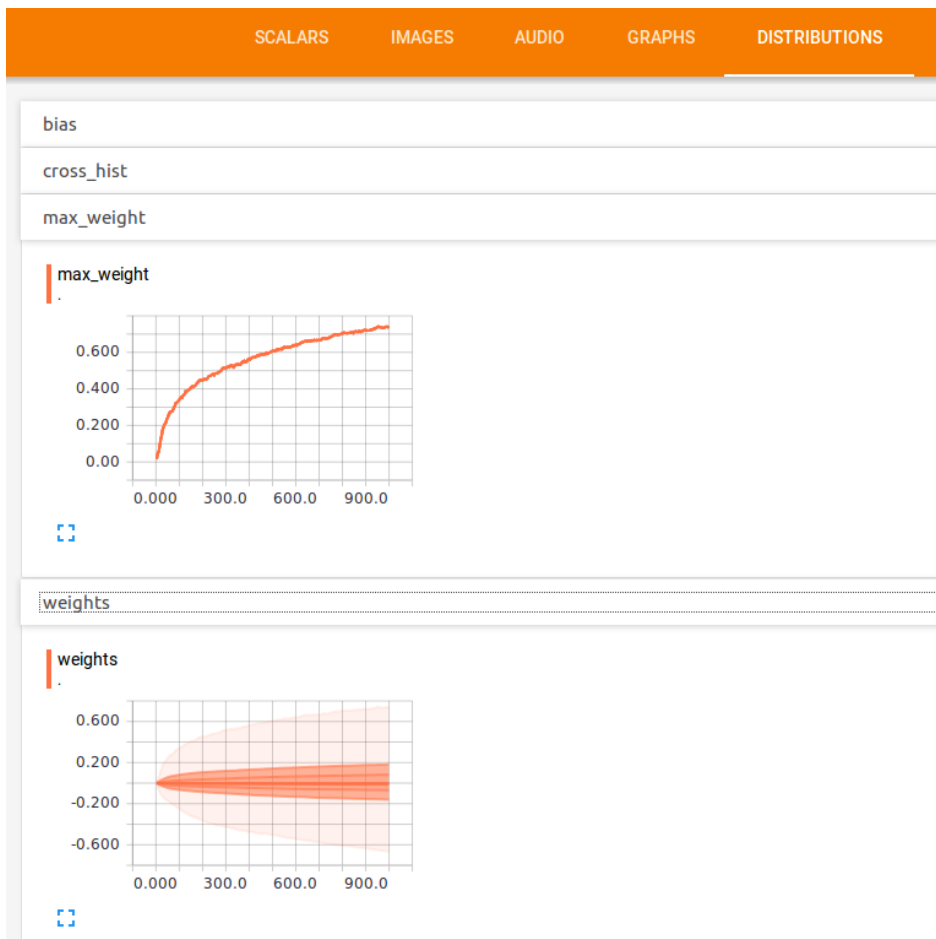 SCALARS IMAGES AUDIO GRAPHS DISTRIBUTIONS
bias
cross_hist
max_weight
max_weight
.
0.600
0.400
0.200
0.00
0.000 300.0 600.0 900.0
weights
weights
.
0.600
0.200
-0.200
-0.600
0.000 300.0 600.0 900.0